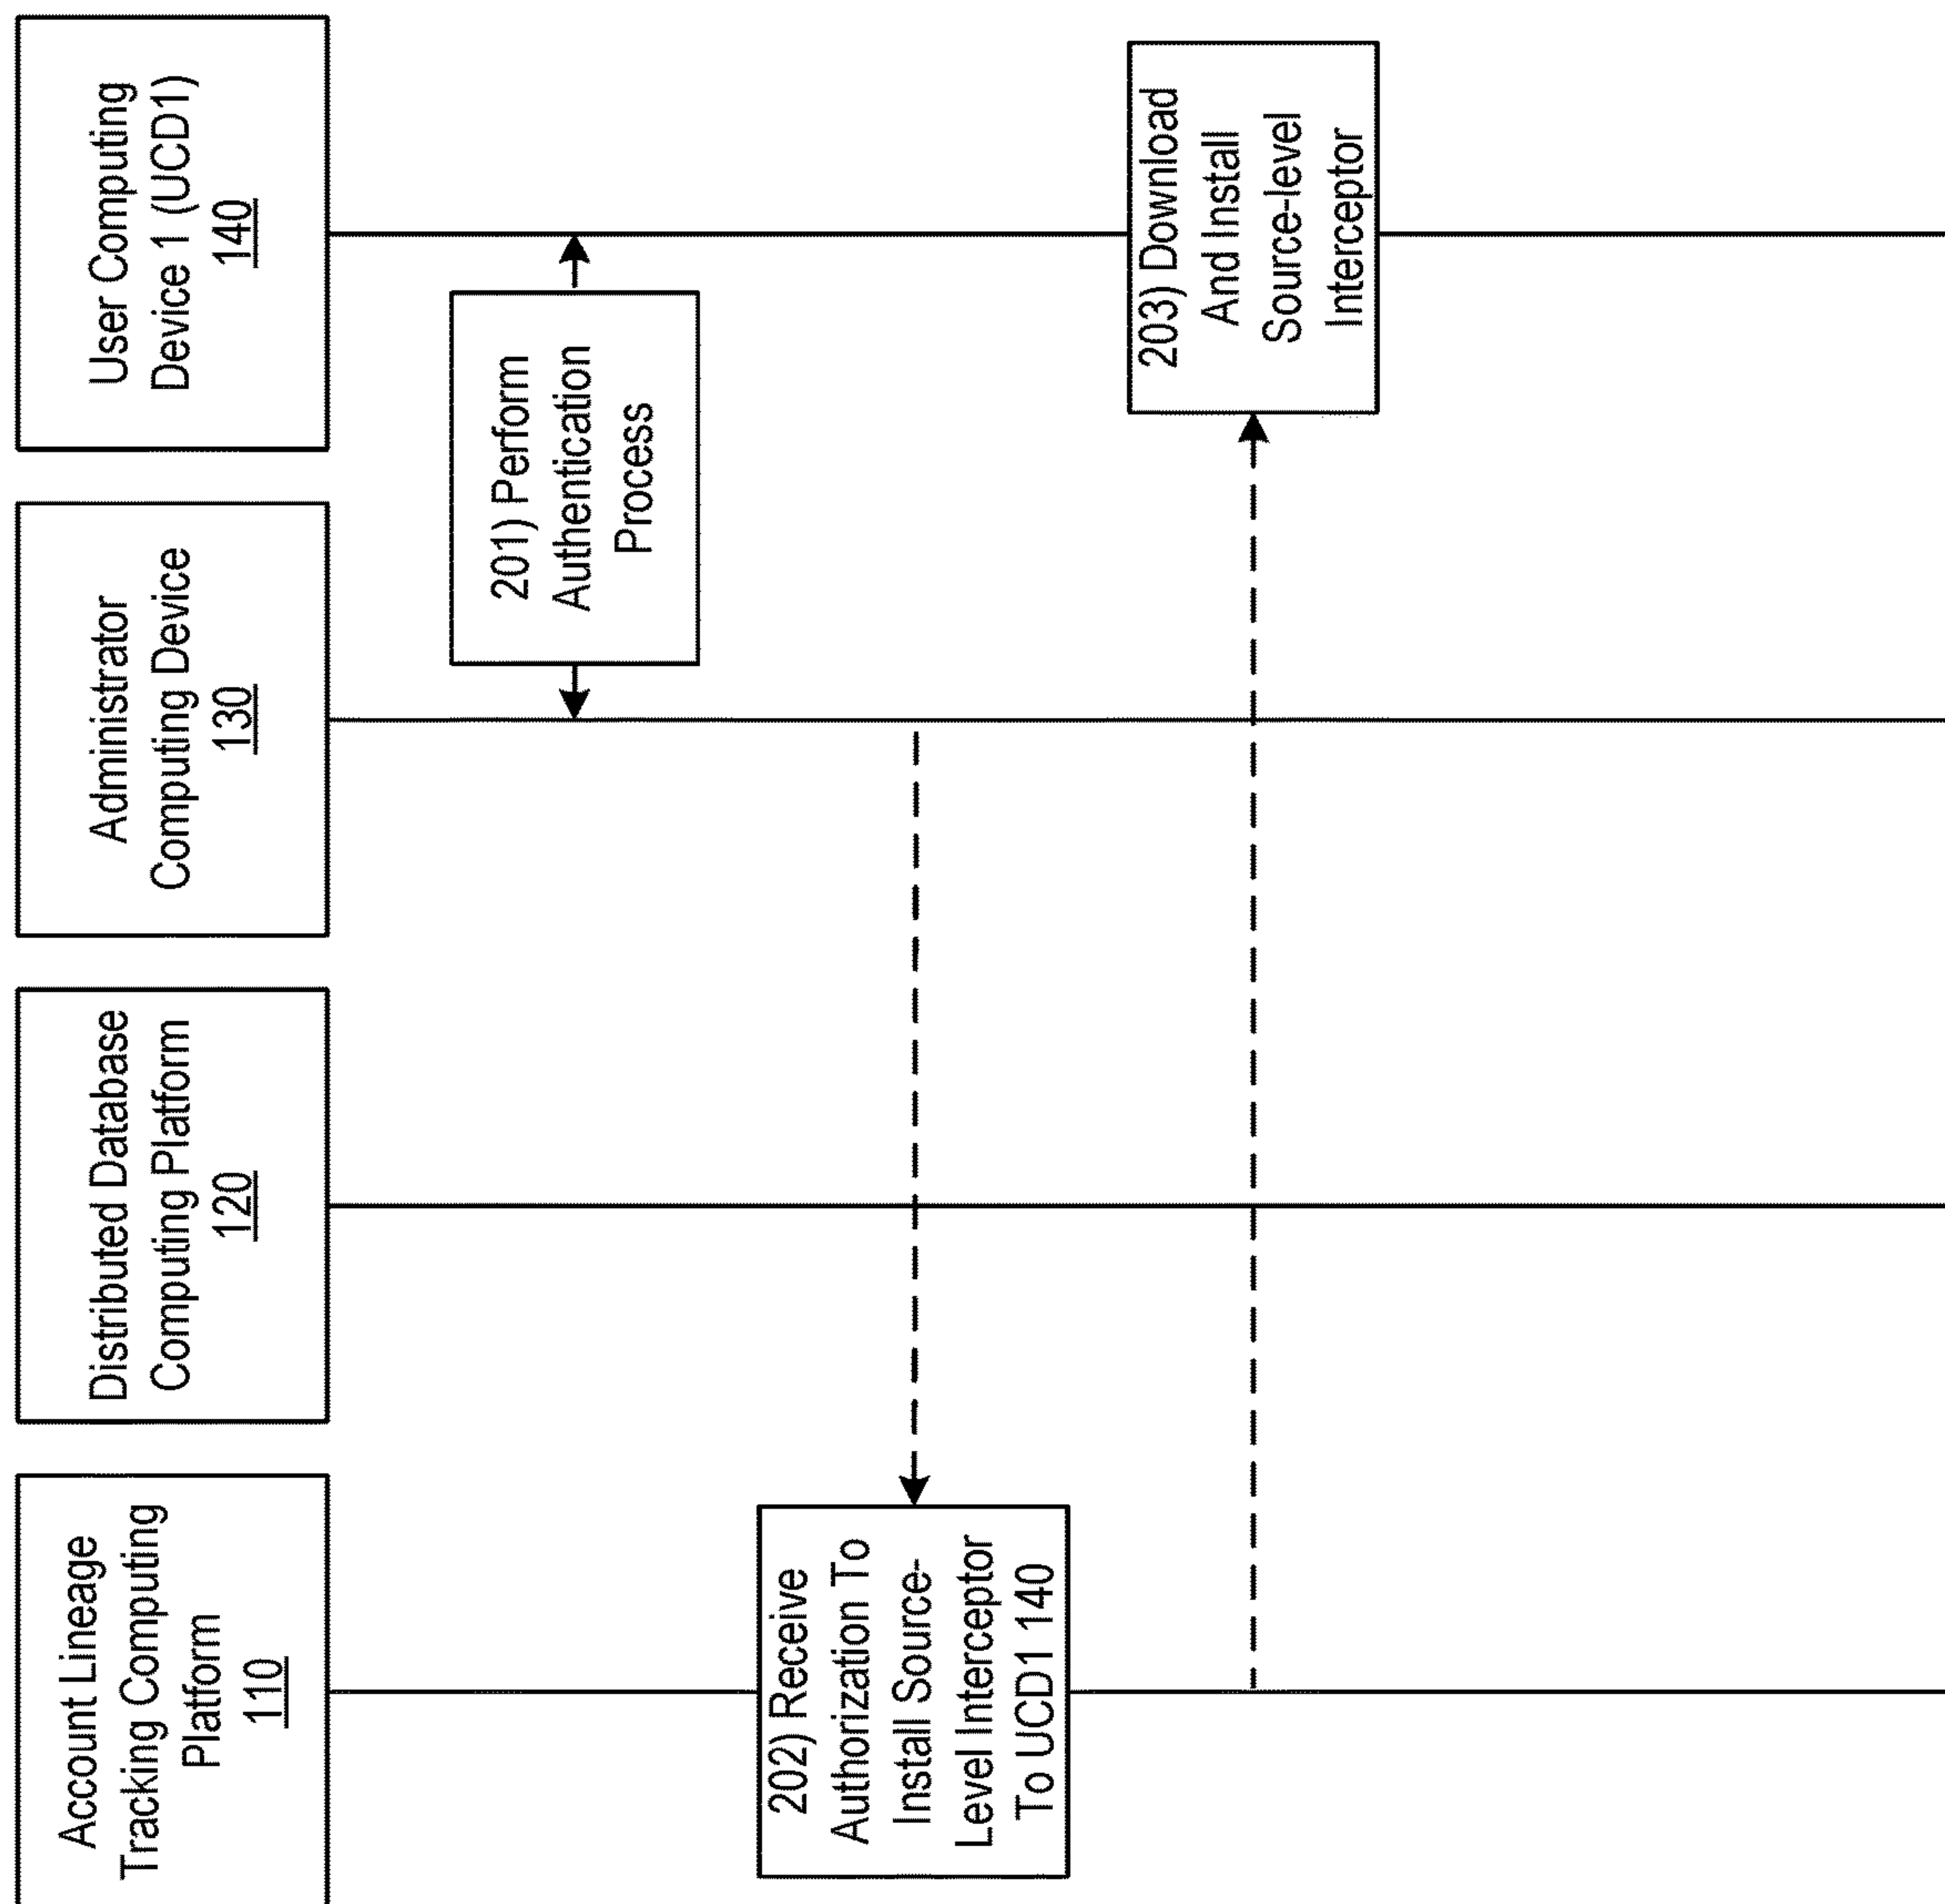 Account Lineage
Tracking Computing
Platform
110
Distributed Database
Computing Platform
120
Administrator
Computing Device
130
User Computing
Device 1 (UCD1)
140
201) Perform
Authentication
Process
202) Receive
Authorization To
Install Source-
Level Interceptor
To UCD1 140
203) Download
And Install
Source-level
Interceptor